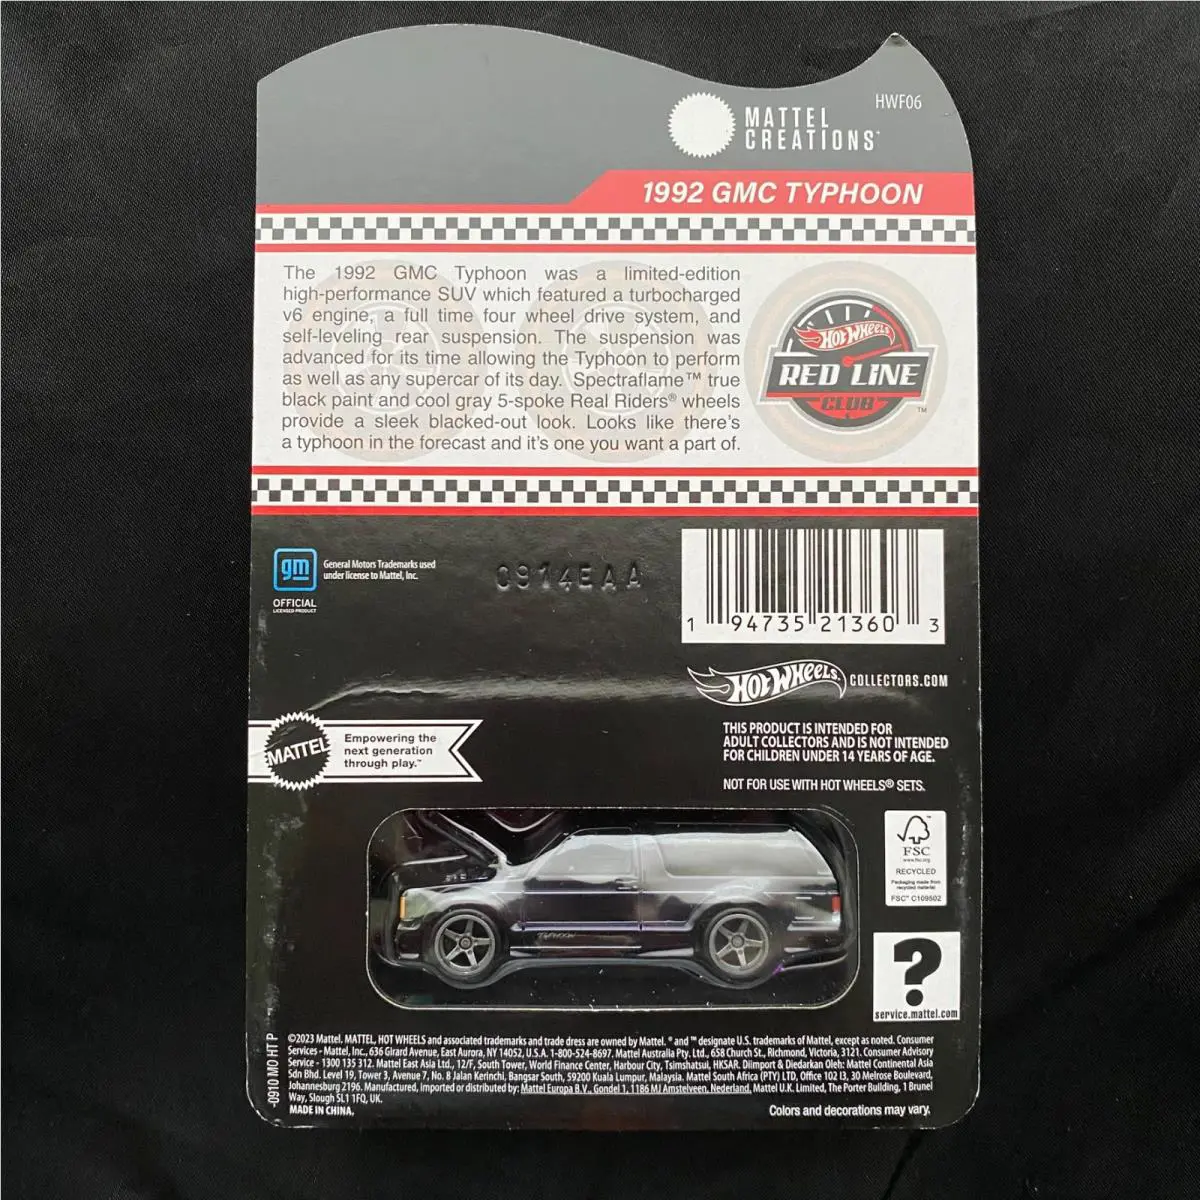 HWF06
MATTEL
CREATIONS
1992 GMC TYPHOON
The 1992 GMC Typhoon was a limited-edition
high-performance SUV which featured a turbocharged
v6 engine, a full time four wheel drive system, and
self-leveling rear suspension. The suspension was
advanced for its time allowing the Typhoon to perform
as well as any supercar of its day. Spectraflame™ true
black paint and cool gray 5-spoke Real Riders® wheels
provide a sleek blacked-out look. Looks like there's
a typhoon in the forecast and it's one you want a part of.
HOT WHEELS
RED LINE
CLUB
TM
gm
OFFICIAL
LICENSED PRODUCT
General Motors Trademarks used
under license to Mattel, Inc.
0914EAA
1 94735 21360 3
HOT WHEELS COLLECTORS.COM
MATTEL
Empowering the
next generation
through play.™
THIS PRODUCT IS INTENDED FOR
ADULT COLLECTORS AND IS NOT INTENDED
FOR CHILDREN UNDER 14 YEARS OF AGE.
NOT FOR USE WITH HOT WHEELS® SETS.
FSC
www.fsc.org
RECYCLED
Packaging made from
recycled material
FSC™ C109502
TYPHOON
?
service.mattel.com
-0910 MO HT P
©2023 Mattel. MATTEL, HOT WHEELS and associated trademarks and trade dress are owned by Mattel. ® and ™ designate U.S. trademarks of Mattel, except as noted. Consumer
Services - Mattel, Inc., 636 Girard Avenue, East Aurora, NY 14052, U.S.A. 1-800-524-8697. Mattel Australia Pty. Ltd., 658 Church St., Richmond, Victoria, 3121. Consumer Advisory
Service - 1300 135 312. Mattel East Asia Ltd., 12/F, South Tower, World Finance Center, Harbour City, Tsimshatsui, HKSAR. Diimport & Diedarkan Oleh: Mattel Continental Asia
Sdn Bhd. Level 19, Tower 3, Avenue 7, No. 8 Jalan Kerinchi, Bangsar South, 59200 Kuala Lumpur, Malaysia. Mattel South Africa (PTY) LTD, Office 102 I3, 30 Melrose Boulevard,
Johannesburg 2196. Manufactured, imported or distributed by: Mattel Europa B.V., Gondel 1, 1186 MJ Amstelveen, Nederland. Mattel U.K. Limited, The Porter Building, 1 Brunel
Way, Slough SL1 1FQ, UK.
MADE IN CHINA.
Colors and decorations may vary.